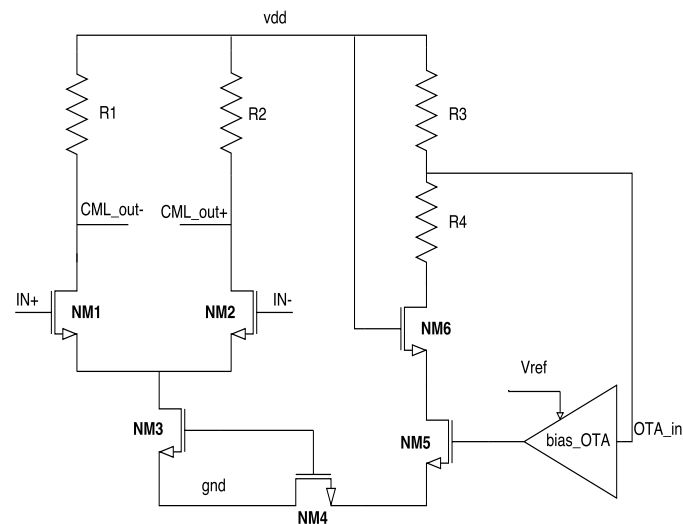 vdd
R1
R2
R3
CML_out-
CML_out+
R4
IN+
NM1
NM2
IN-
NM6
Vref
NM3
NM5
bias_OTA
OTA_in
gnd
NM4